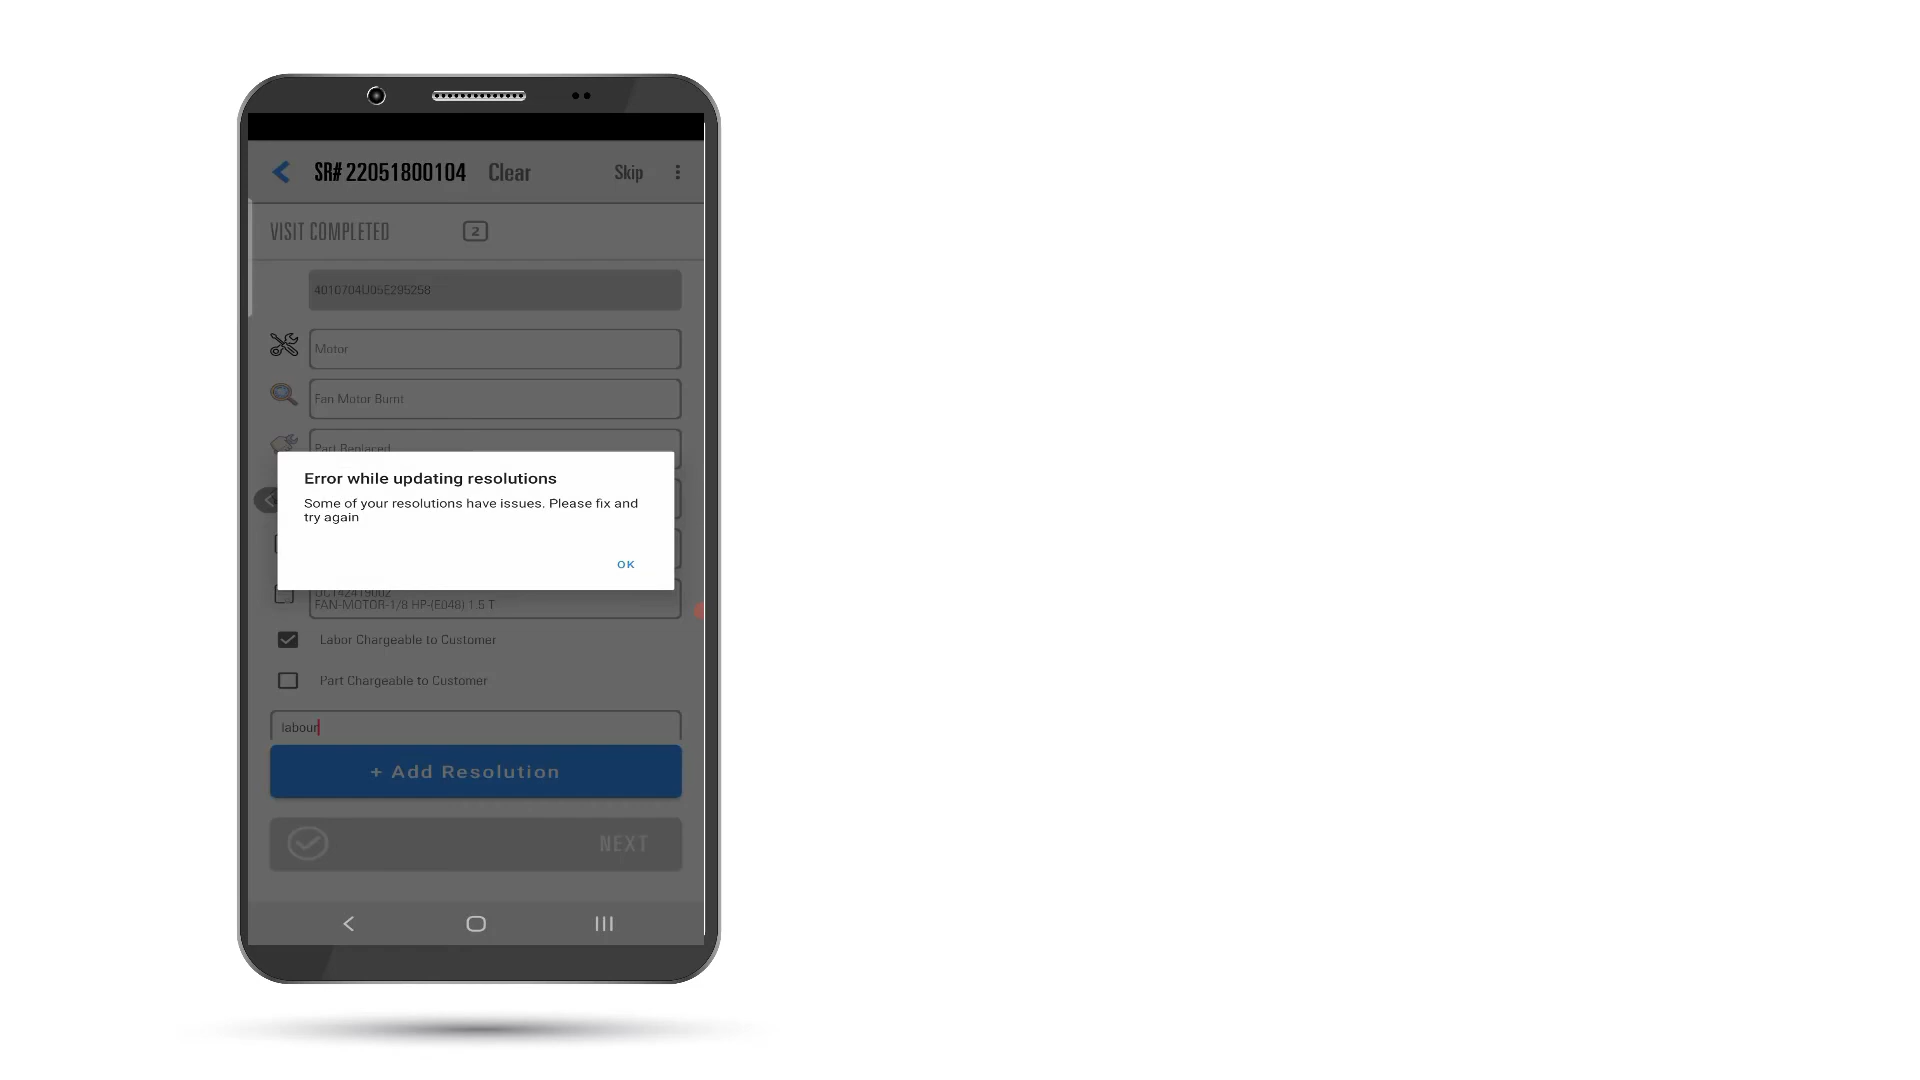 SR# 22051800104 Clear Skip
VISIT COMPLETED 2
4010704U05E295258
Motor
Fan Motor Burnt
Part Replaced
Error while updating resolutions
Some of your resolutions have issues. Please fix and
try again
OK
FAN-MOTOR-1/8 HP-(E048) 1.5 T
Labor Chargeable to Customer
Part Chargeable to Customer
labour
+ Add Resolution
NEXT